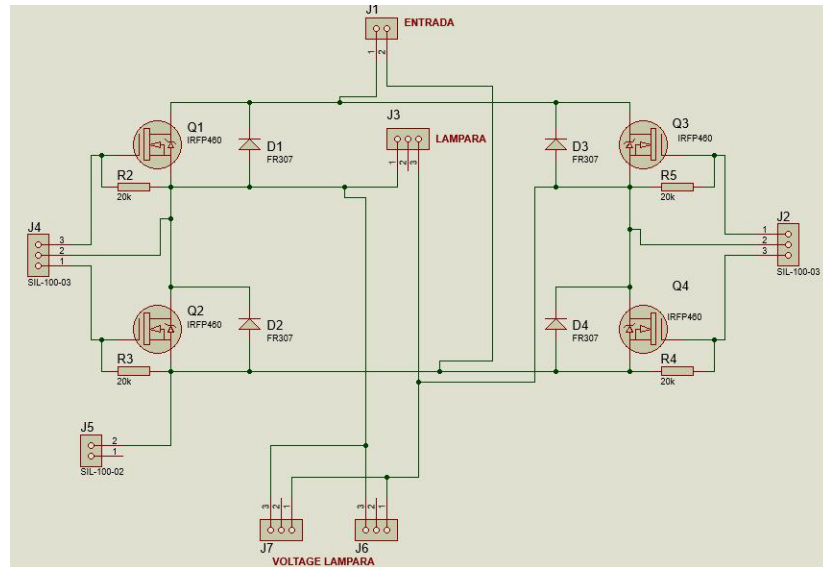 J1
ENTRADA
1
2
Q1
IRFP460
D1
FR307
J3
LAMPARA
1
2
3
D3
FR307
Q3
IRFP460
R2
20k
R5
20k
J4
3
2
1
SIL-100-03
J2
1
2
3
SIL-100-03
Q2
IRFP460
D2
FR307
D4
FR307
Q4
IRFP460
R3
20k
R4
20k
J5
2
1
SIL-100-02
3
2
1
3
2
1
J7
J6
VOLTAGE LAMPARA